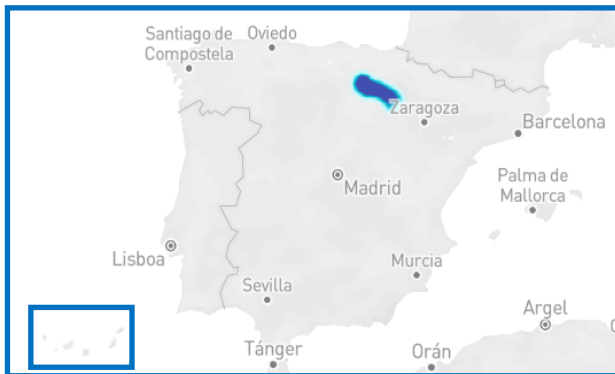 Santiago de
Compostela
Oviedo
Zaragoza
Barcelona
Madrid
Palma de
Mallorca
Lisboa
Murcia
Sevilla
Argel
Tánger
Orán